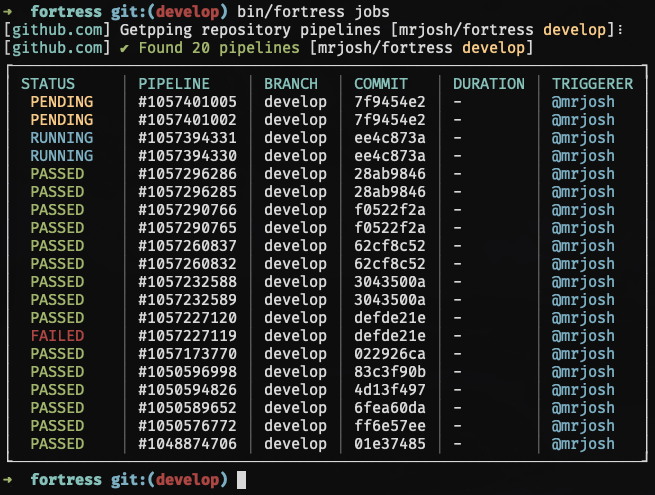 ➜ fortress git:(develop) bin/fortress jobs
[github.com] Getpping repository pipelines [mrjosh/fortress develop]⠸
[github.com] ✔ Found 20 pipelines [mrjosh/fortress develop]
STATUS PIPELINE BRANCH COMMIT DURATION TRIGGERER
PENDING #1057401005 develop 7f9454e2 - @mrjosh
PENDING #1057401002 develop 7f9454e2 - @mrjosh
RUNNING #1057394331 develop ee4c873a - @mrjosh
RUNNING #1057394330 develop ee4c873a - @mrjosh
PASSED #1057296286 develop 28ab9846 - @mrjosh
PASSED #1057296285 develop 28ab9846 - @mrjosh
PASSED #1057290766 develop f0522f2a - @mrjosh
PASSED #1057290765 develop f0522f2a - @mrjosh
PASSED #1057260837 develop 62cf8c52 - @mrjosh
PASSED #1057260832 develop 62cf8c52 - @mrjosh
PASSED #1057232588 develop 3043500a - @mrjosh
PASSED #1057232589 develop 3043500a - @mrjosh
PASSED #1057227120 develop defde21e - @mrjosh
FAILED #1057227119 develop defde21e - @mrjosh
PASSED #1057173770 develop 022926ca - @mrjosh
PASSED #1050596998 develop 83c3f90b - @mrjosh
PASSED #1050594826 develop 4d13f497 - @mrjosh
PASSED #1050589652 develop 6fea60da - @mrjosh
PASSED #1050576772 develop ff6e57ee - @mrjosh
PASSED #1048874706 develop 01e37485 - @mrjosh
➜ fortress git:(develop)